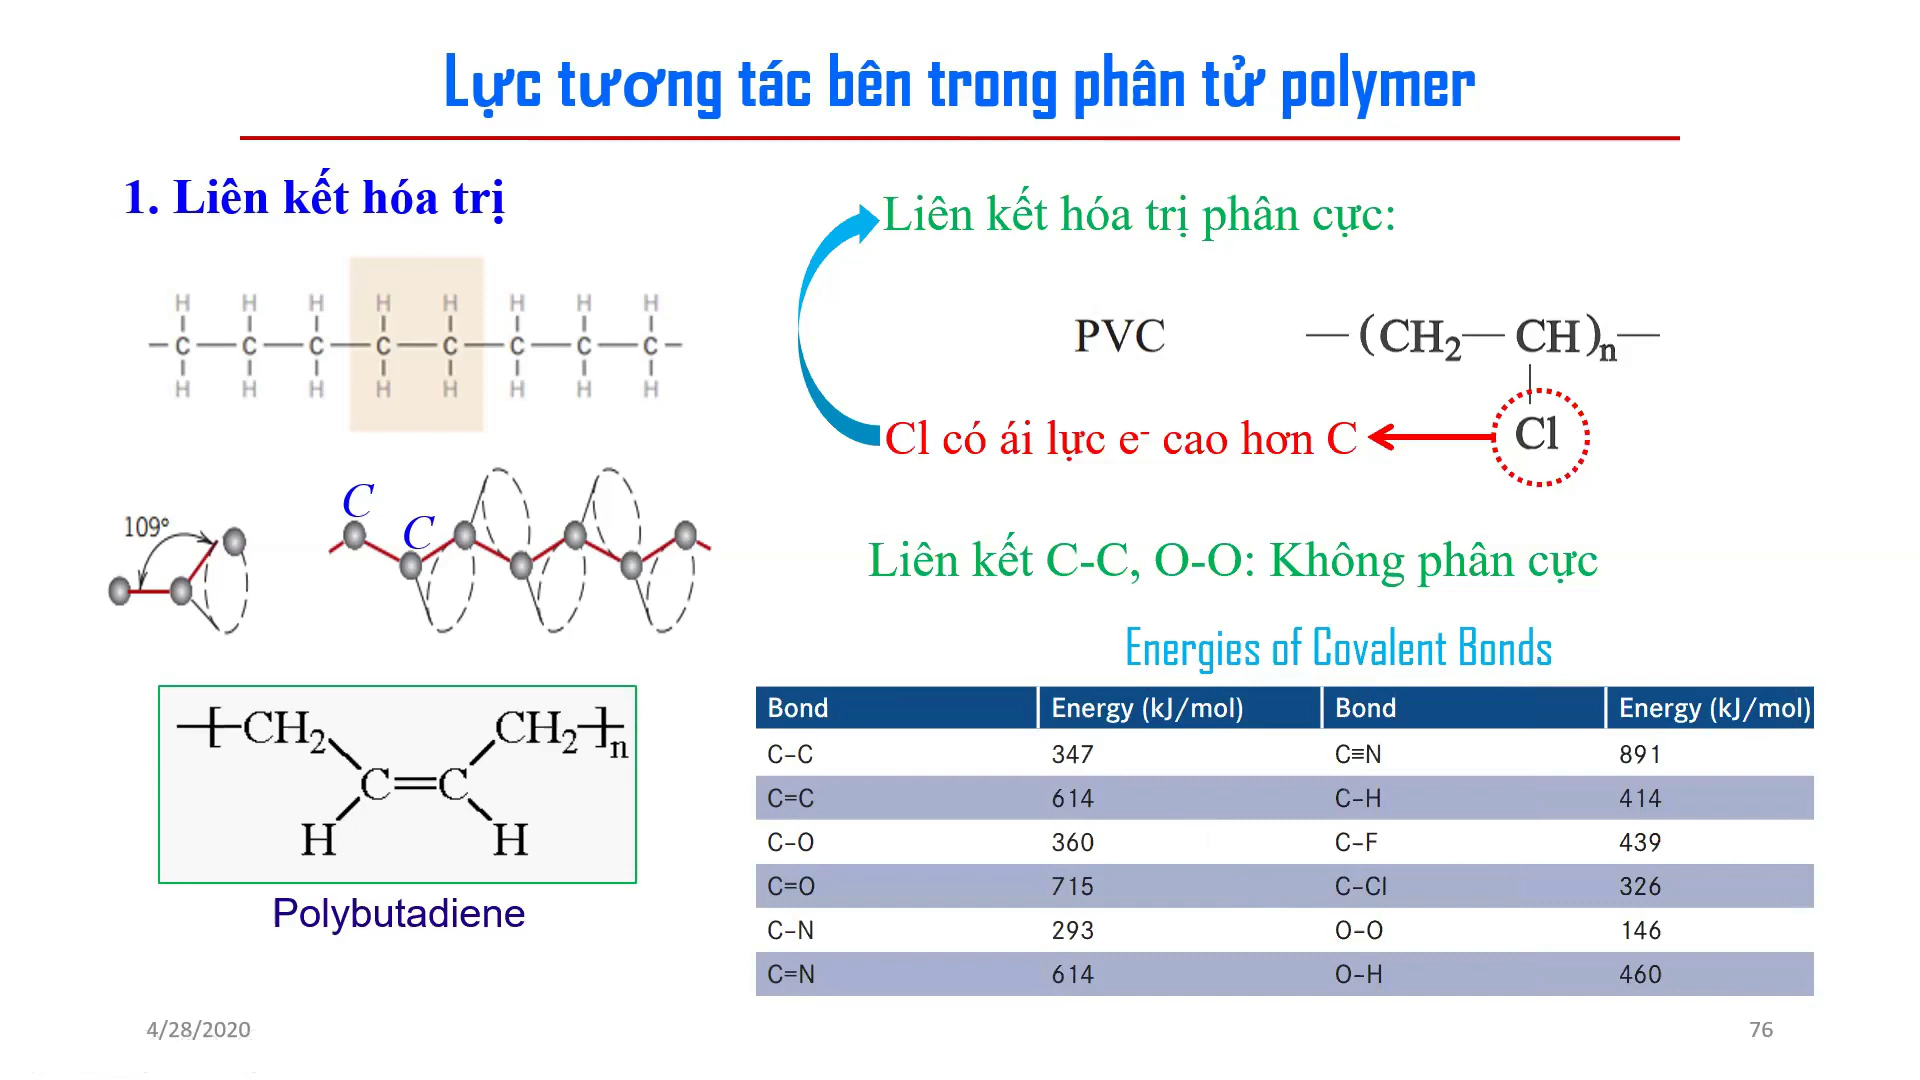 Lực tương tác bên trong phân tử polymer
1. Liên kết hóa trị
H H H H H H H H
C C C C C C C C
H H H H H H H H
109°
C
C
[CH2 CH2]n
C=C
H H
Polybutadiene
Liên kết hóa trị phân cực:
PVC —(CH2—CH)n—
Cl
Cl có ái lực e- cao hơn C
Liên kết C-C, O-O: Không phân cực
Energies of Covalent Bonds
Bond Energy (kJ/mol) Bond Energy (kJ/mol)
C–C 347 C≡N 891
C=C 614 C–H 414
C–O 360 C–F 439
C=O 715 C–Cl 326
C–N 293 O–O 146
C=N 614 O–H 460
4/28/2020
76